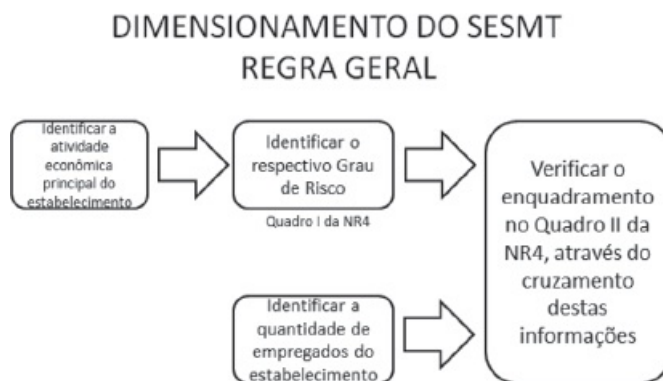 DIMENSIONAMENTO DO SESMT
REGRA GERAL
Identificar a
atividade
econômica
principal do
estabelecimento
Identificar o
respectivo Grau
de Risco
Quadro I da NR4
Identificar a
quantidade de
empregados do
estabelecimento
Verificar o
enquadramento
no Quadro II da
NR4, através do
cruzamento
destas
informações